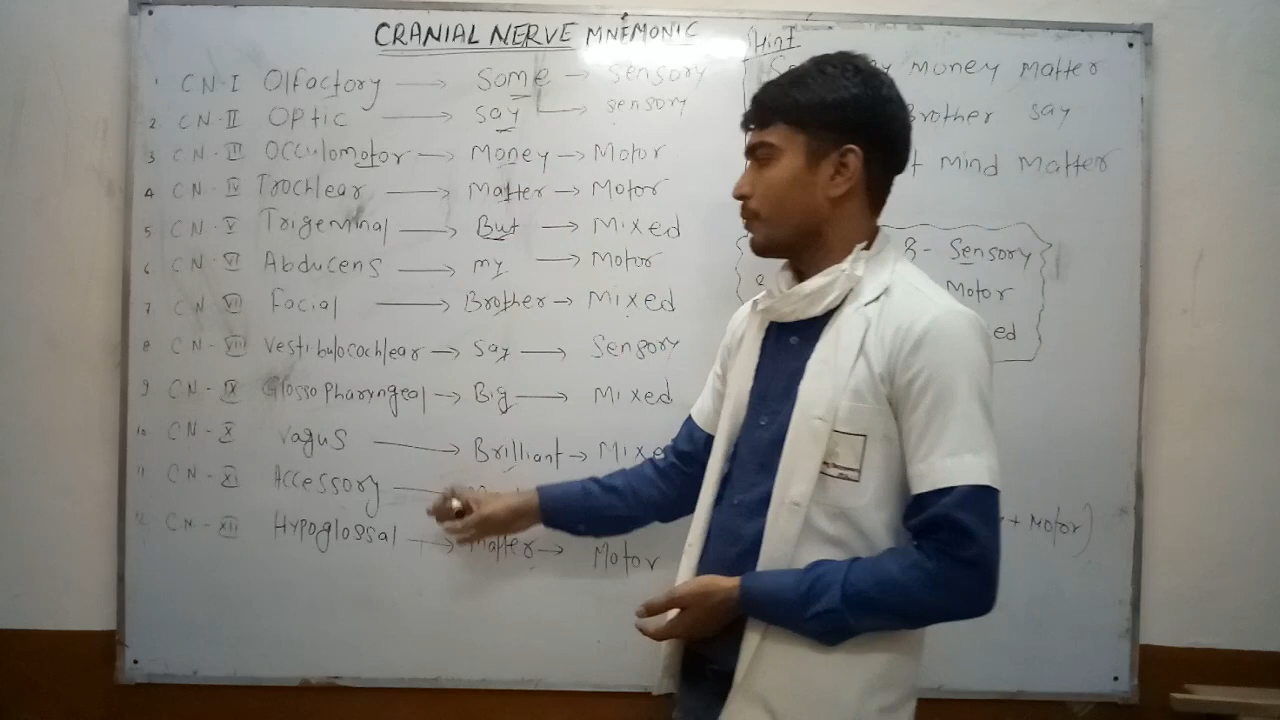 CRANIAL NERVE MNEMONIC
Hint
1 CN-I Olfactory → Some → Sensory
2 CN-II Optic → Say → Sensory
3 CN-III Occulomotor → Money → Motor
4 CN-IV Trochlear → Matter → Motor
5 CN-V Trigeminal → But → Mixed
6 CN-VI Abducens → my → Motor
7 CN-VII Facial → Brother → Mixed
8 CN-VIII Vestibulocochlear → Say → Sensory
9 CN-IX Glossopharyngeal → Big → Mixed
10 CN-X Vagus → Brilliant → Mixe
11 CN-XI Accessory →
12 CN-XII Hypoglossal → Matter → Motor
money matter
Brother say
mind matter
8- Sensory
Motor
ed
+ Motor)